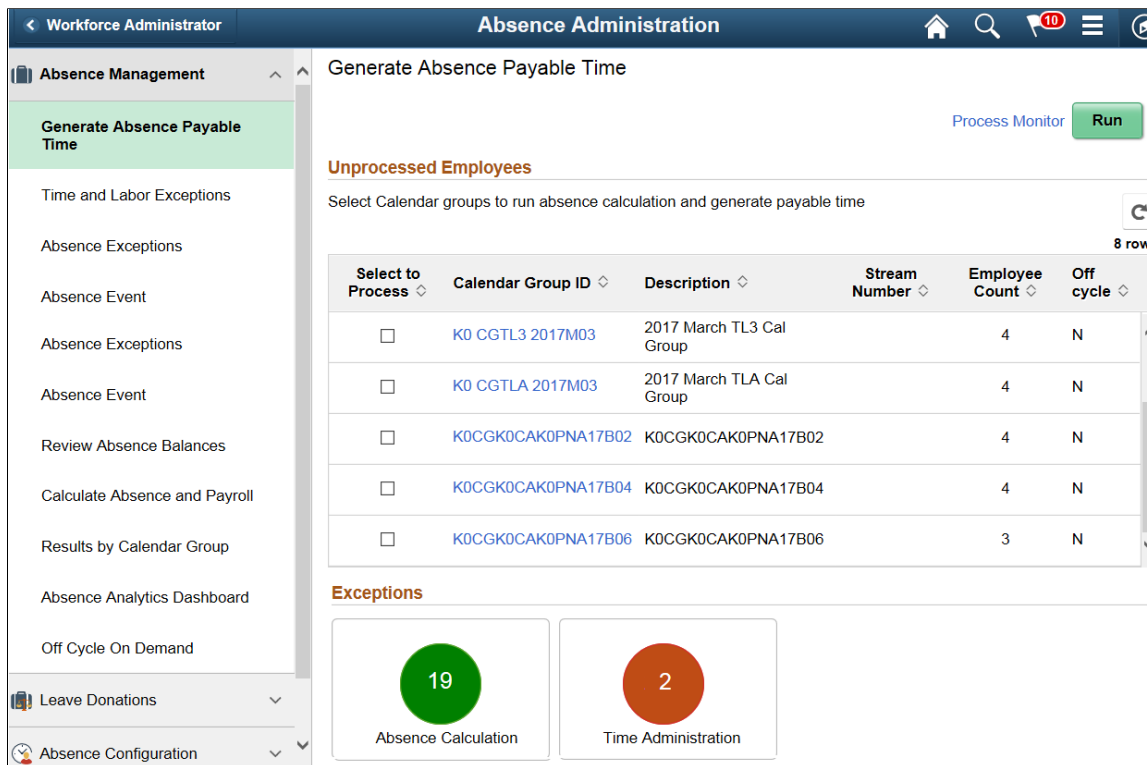 Workforce Administrator
Absence Administration
10
Absence Management
Generate Absence Payable
Time
Time and Labor Exceptions
Absence Exceptions
Absence Event
Absence Exceptions
Absence Event
Review Absence Balances
Calculate Absence and Payroll
Results by Calendar Group
Absence Analytics Dashboard
Off Cycle On Demand
Leave Donations
Absence Configuration
Generate Absence Payable Time
Process Monitor
Run
Unprocessed Employees
Select Calendar groups to run absence calculation and generate payable time
8 row
Select to Process Calendar Group ID Description Stream Number Employee Count Off cycle
K0 CGTL3 2017M03 2017 March TL3 Cal Group 4 N
K0 CGTLA 2017M03 2017 March TLA Cal Group 4 N
K0CGK0CAK0PNA17B02 K0CGK0CAK0PNA17B02 4 N
K0CGK0CAK0PNA17B04 K0CGK0CAK0PNA17B04 4 N
K0CGK0CAK0PNA17B06 K0CGK0CAK0PNA17B06 3 N
Exceptions
19
Absence Calculation
2
Time Administration